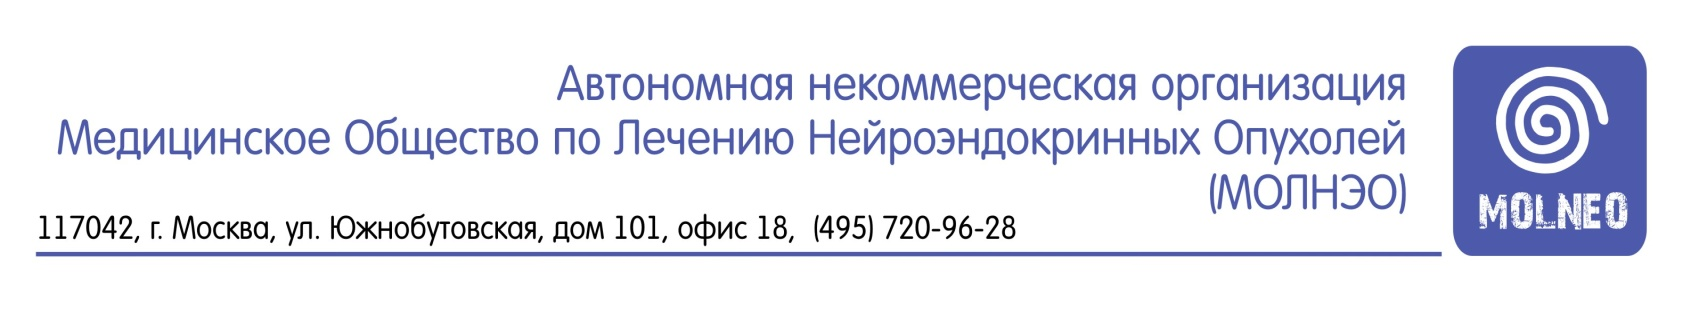 Автономная некоммерческая организация
Медицинское Общество по Лечению Нейроэндокринных Опухолей
(МОЛНЭО)
117042, г. Москва, ул. Южнобутовская, дом 101, офис 18, (495) 720-96-28
MOLNEO